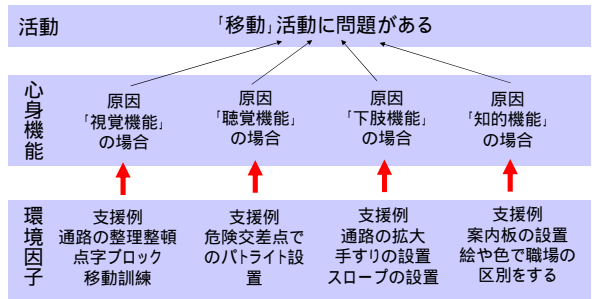 活動
「移動」活動に問題がある
心身機能
原因
「視覚機能」
の場合
原因
「聴覚機能」
の場合
原因
「下肢機能」
の場合
原因
「知的機能」
の場合
環境因子
支援例
通路の整理整頓
点字ブロック
移動訓練
支援例
危険交差点で
のパトライト設
置
支援例
通路の拡大
手すりの設置
スロープの設置
支援例
案内板の設置
絵や色で職場の
区別をする